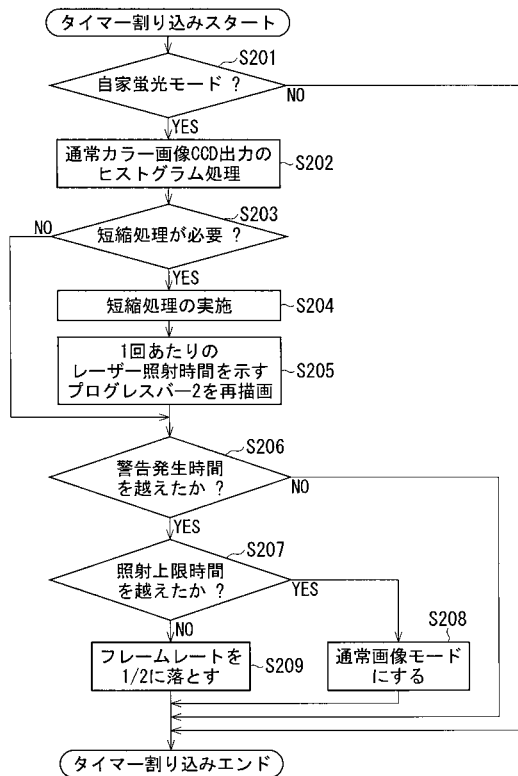 タイマー割り込みスタート
S201
自家蛍光モード ?
NO
YES
通常カラー画像CCD出力の
ヒストグラム処理
S202
S203
NO
短縮処理が必要 ?
YES
短縮処理の実施
S204
1回あたりの
レーザー照射時間を示す
プログレスバー2を再描画
S205
S206
警告発生時間
を越えたか ?
NO
YES
S207
照射上限時間
を越えたか ?
YES
NO
S208
フレームレートを
1/2に落とす
S209
通常画像モード
にする
タイマー割り込みエンド